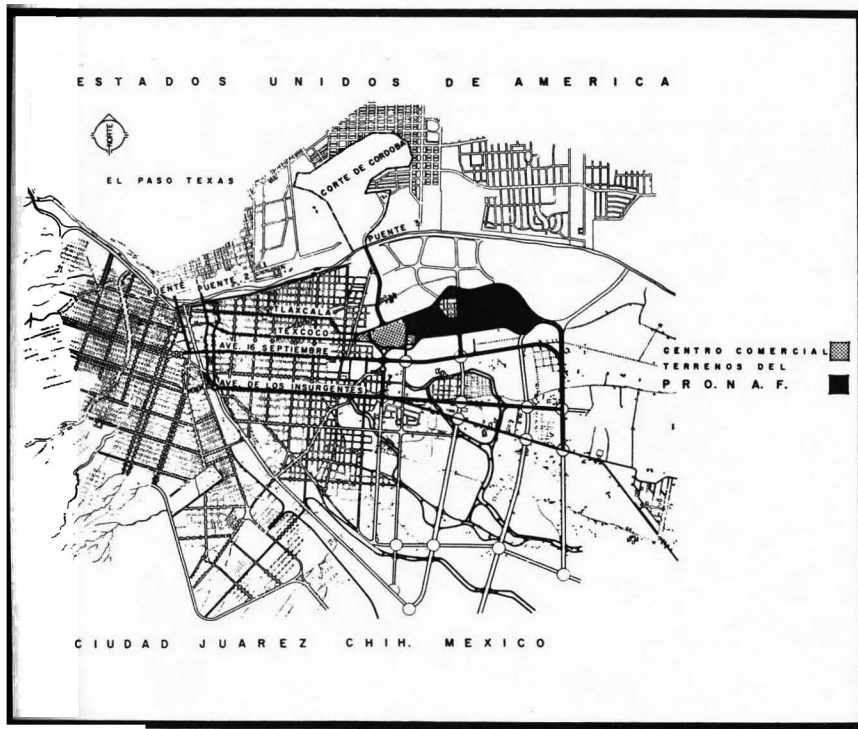 ESTADOS UNIDOS DE AMERICA
NORTE
EL PASO TEXAS
CORTE DE CORDOBA
PUENTE 3
PUENTE PUENTE 2
TLAXCALA
TEXCOCO
AVE. 16 SEPTIEMBRE
AVE. DE LOS INSURGENTES
CENTRO COMERCIAL
TERRENOS DEL
P R O. N. A. F.
CIUDAD JUAREZ CHIH. MEXICO